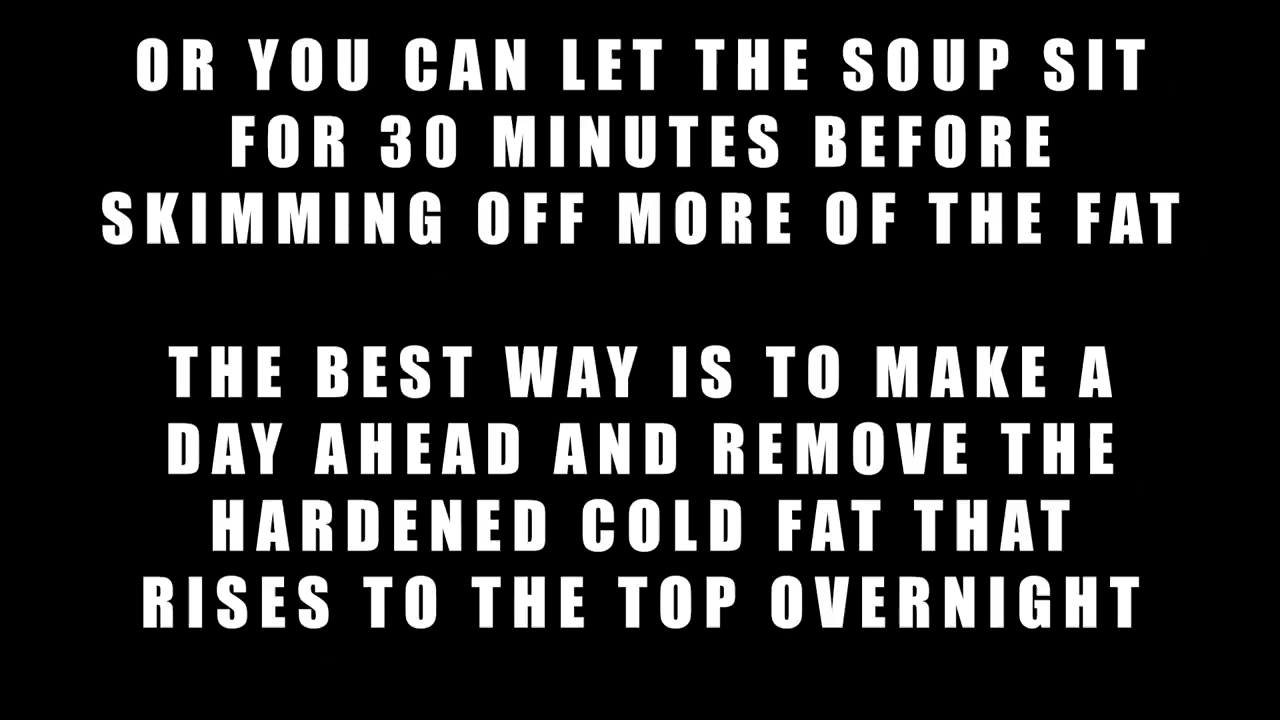 OR YOU CAN LET THE SOUP SIT
FOR 30 MINUTES BEFORE
SKIMMING OFF MORE OF THE FAT
THE BEST WAY IS TO MAKE A
DAY AHEAD AND REMOVE THE
HARDENED COLD FAT THAT
RISES TO THE TOP OVERNIGHT